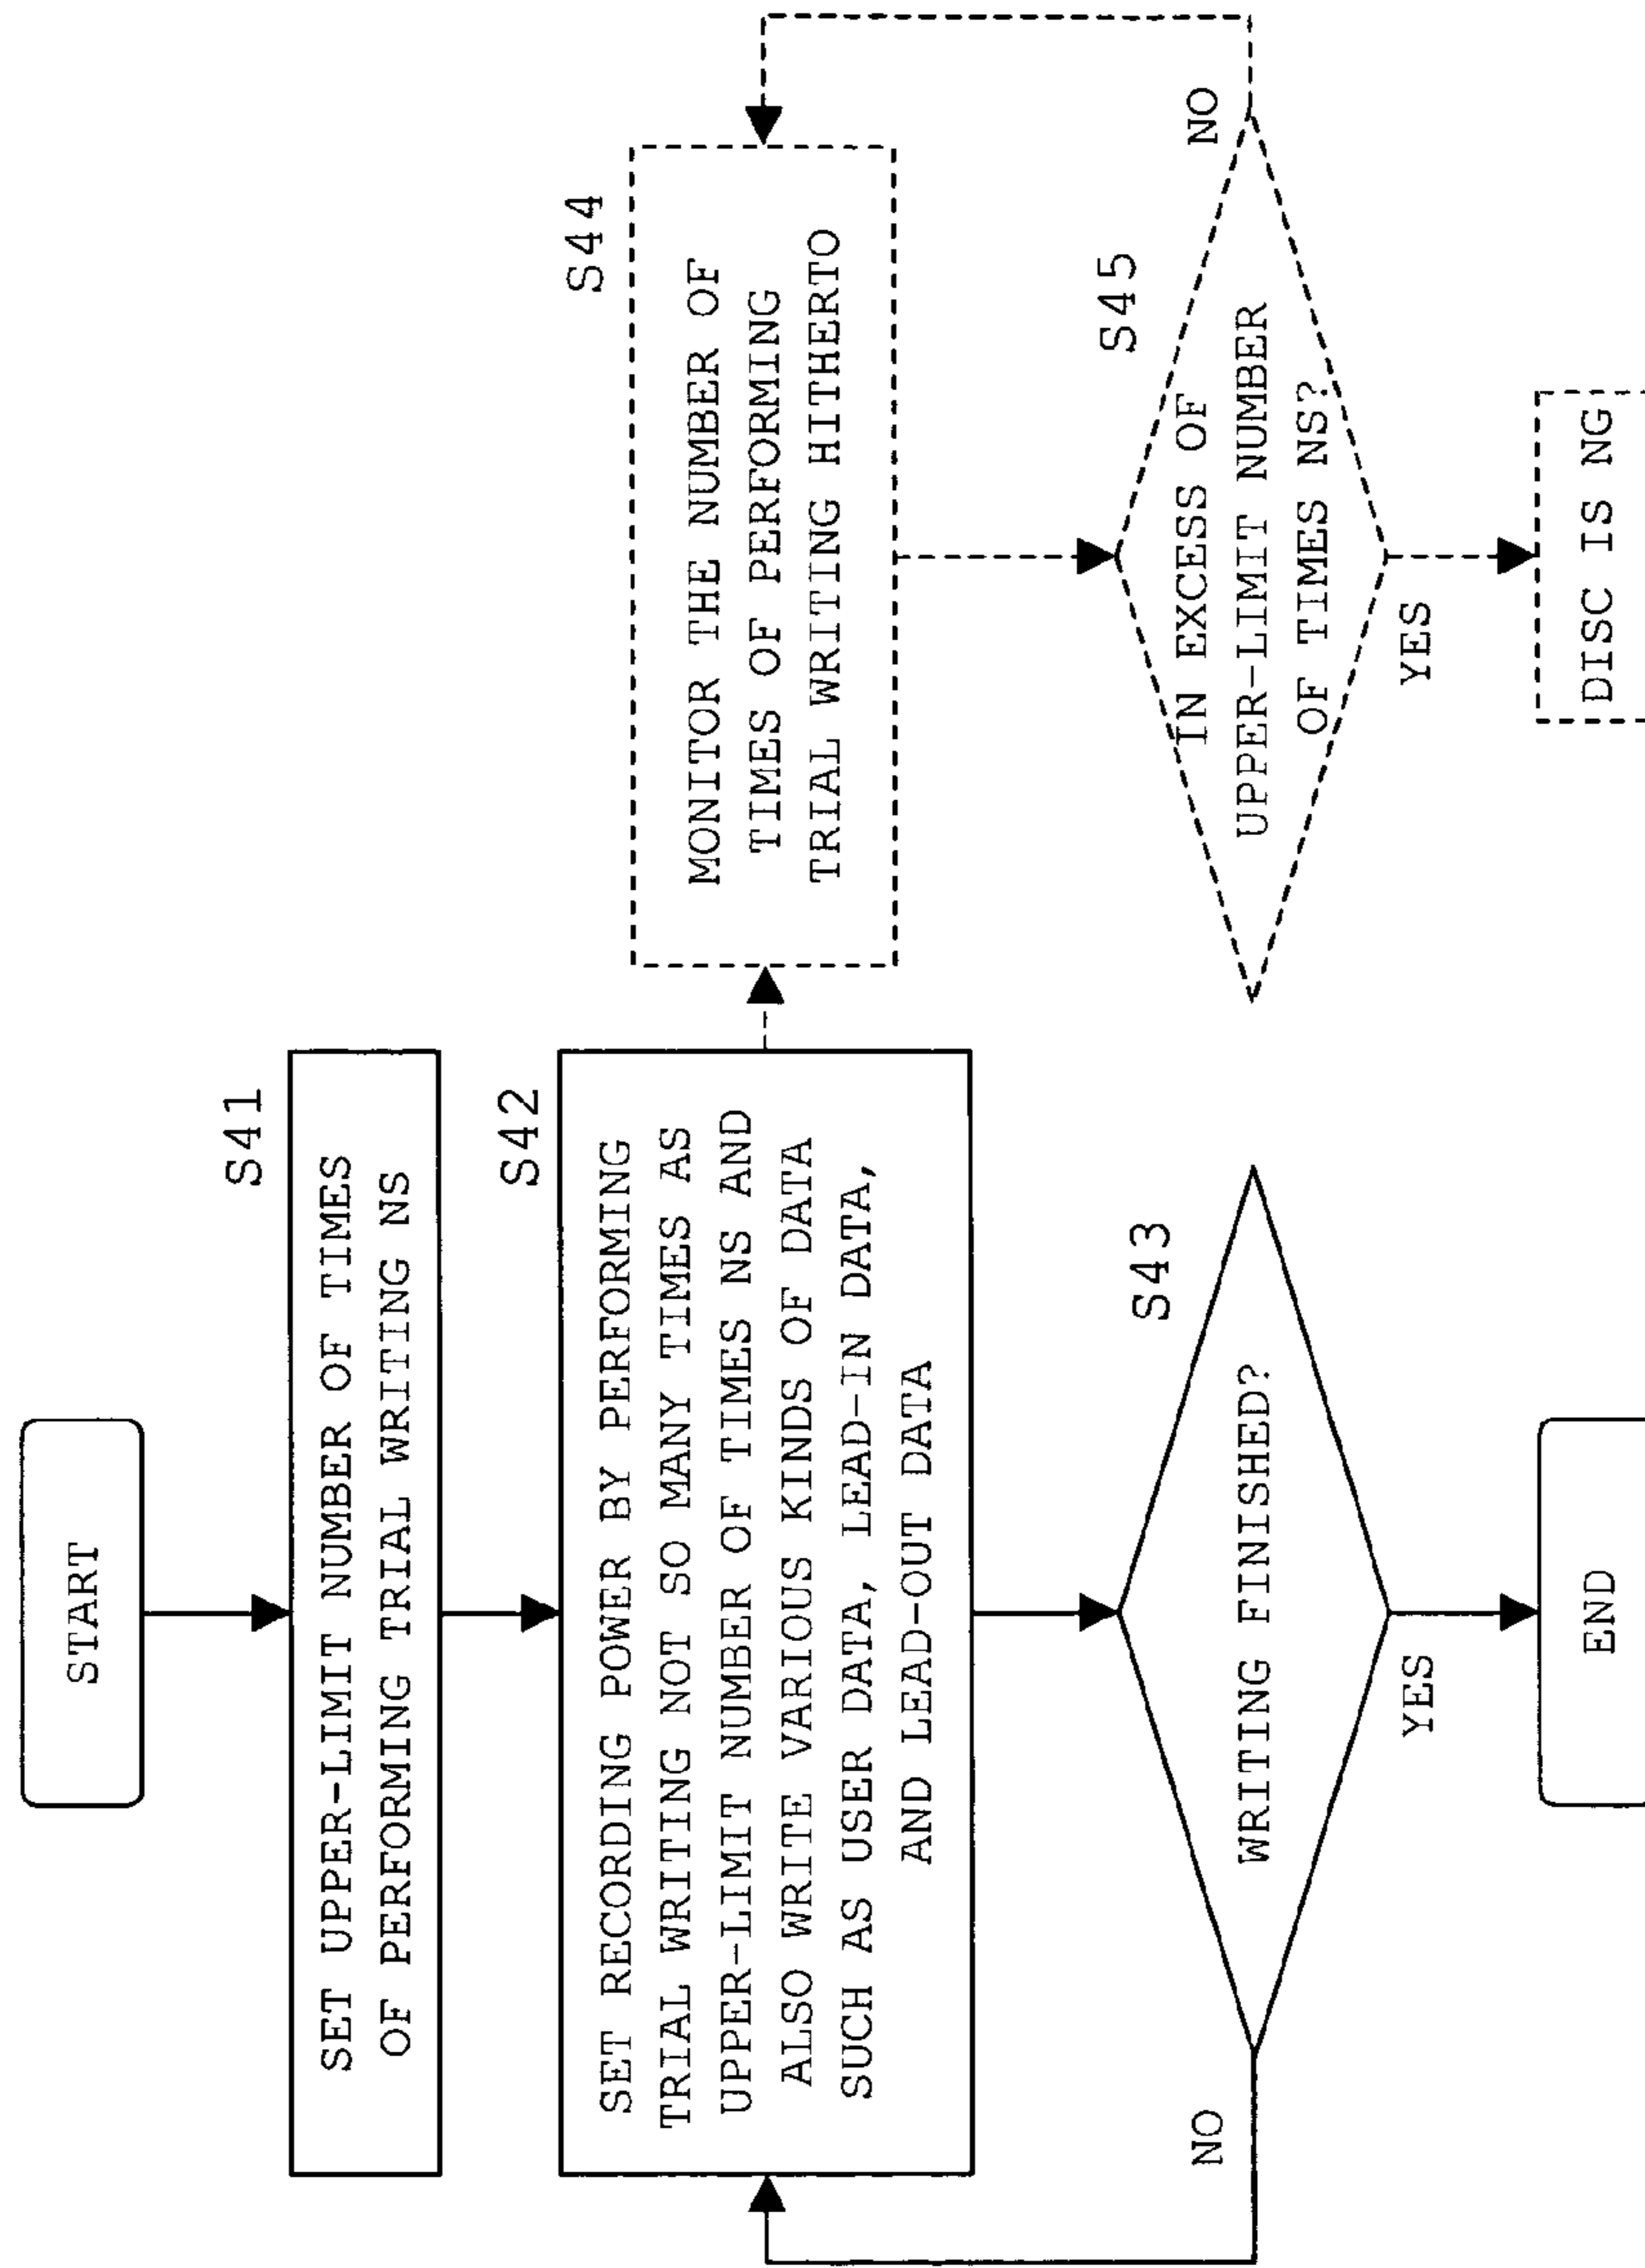 START
S41
SET UPPER-LIMIT NUMBER OF TIMES
OF PERFORMING TRIAL WRITING NS
S42
SET RECORDING POWER BY PERFORMING
TRIAL WRITING NOT SO MANY TIMES AS
UPPER-LIMIT NUMBER OF TIMES NS AND
ALSO WRITE VARIOUS KINDS OF DATA
SUCH AS USER DATA, LEAD-IN DATA,
AND LEAD-OUT DATA
S43
WRITING FINISHED?
NO
YES
END
S44
MONITOR THE NUMBER OF
TIMES OF PERFORMING
TRIAL WRITING HITHERTO
S45
IN EXCESS OF
UPPER-LIMIT NUMBER
OF TIMES NS?
NO
YES
DISC IS NG